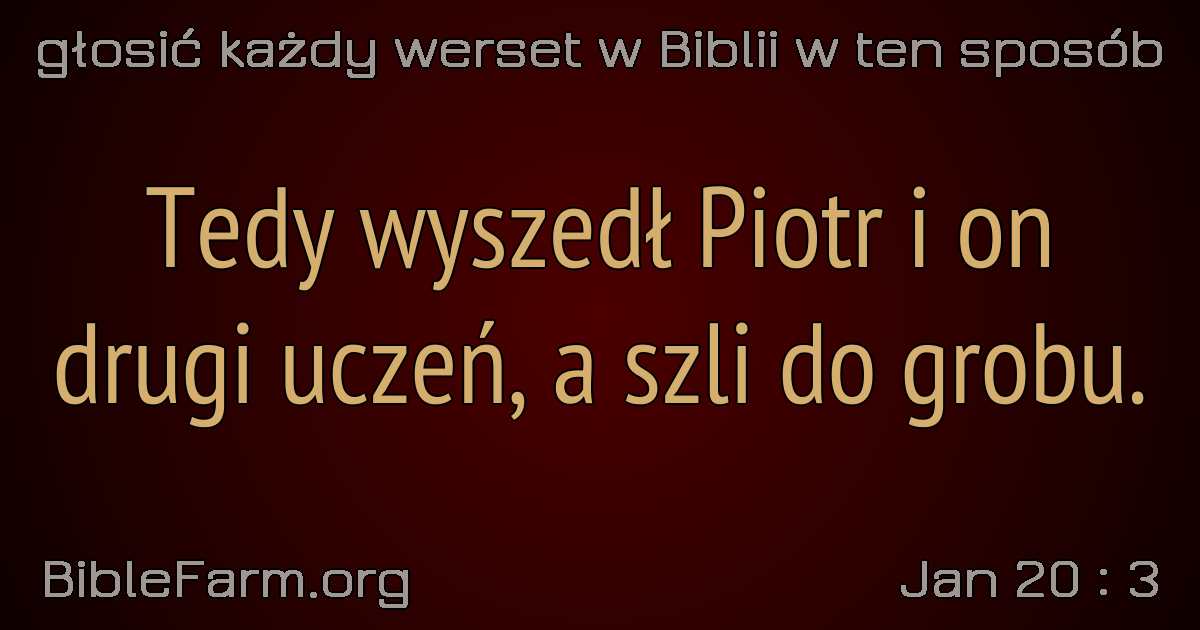 głosić każdy werset w Biblii w ten sposób
Tedy wyszedł Piotr i on
drugi uczeń, a szli do grobu.
BibleFarm.org
Jan 20 : 3